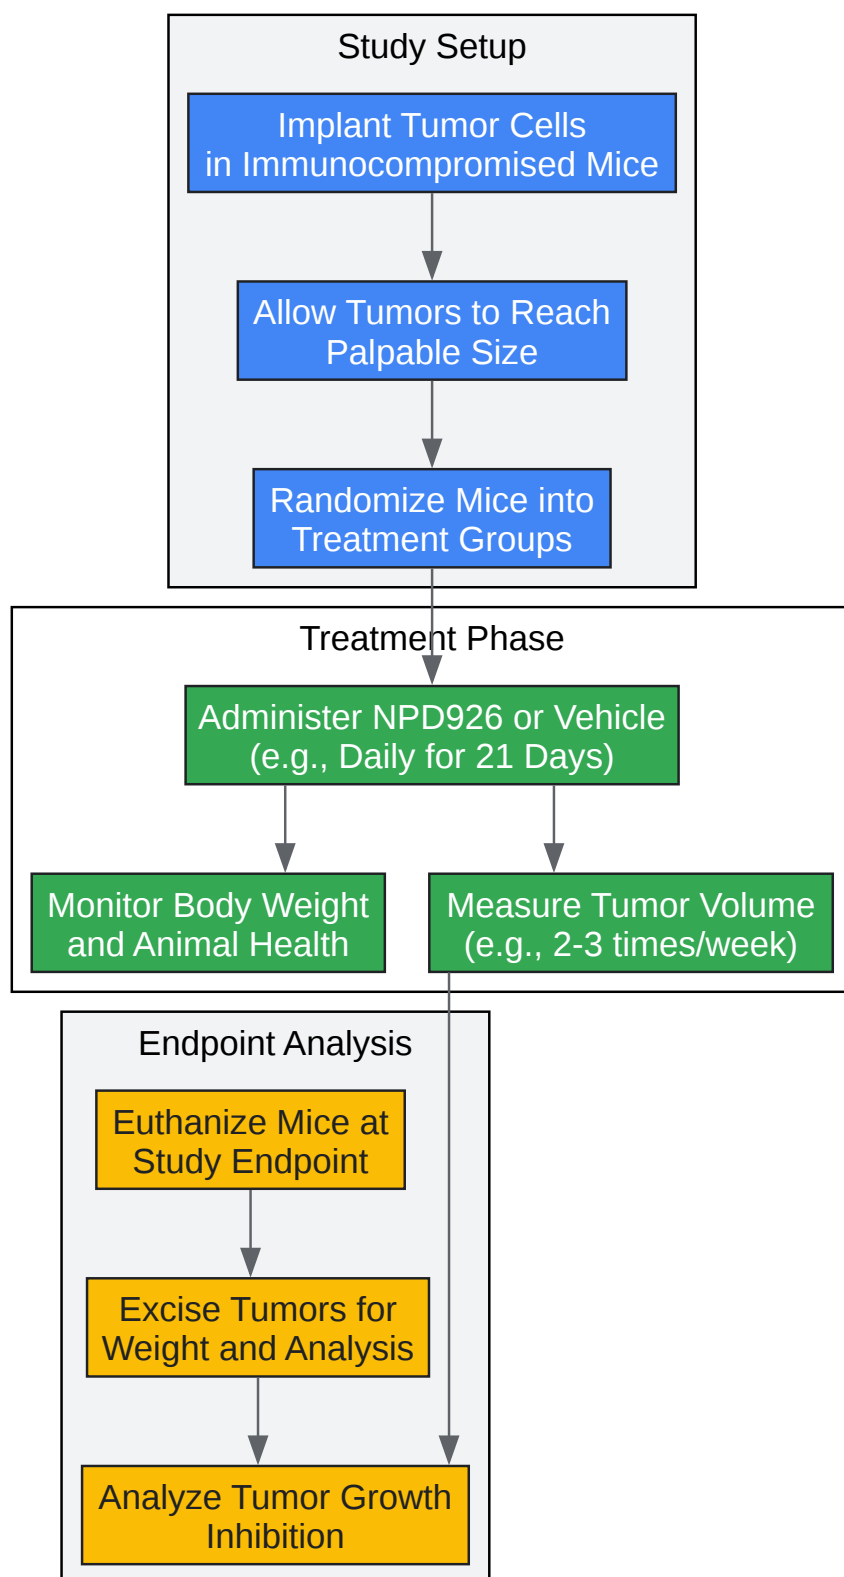 Study Setup
Implant Tumor Cells
in Immunocompromised Mice
Allow Tumors to Reach
Palpable Size
Randomize Mice into
Treatment Groups
Treatment Phase
Administer NPD926 or Vehicle
(e.g., Daily for 21 Days)
Monitor Body Weight
and Animal Health
Measure Tumor Volume
(e.g., 2-3 times/week)
Endpoint Analysis
Euthanize Mice at
Study Endpoint
Excise Tumors for
Weight and Analysis
Analyze Tumor Growth
Inhibition